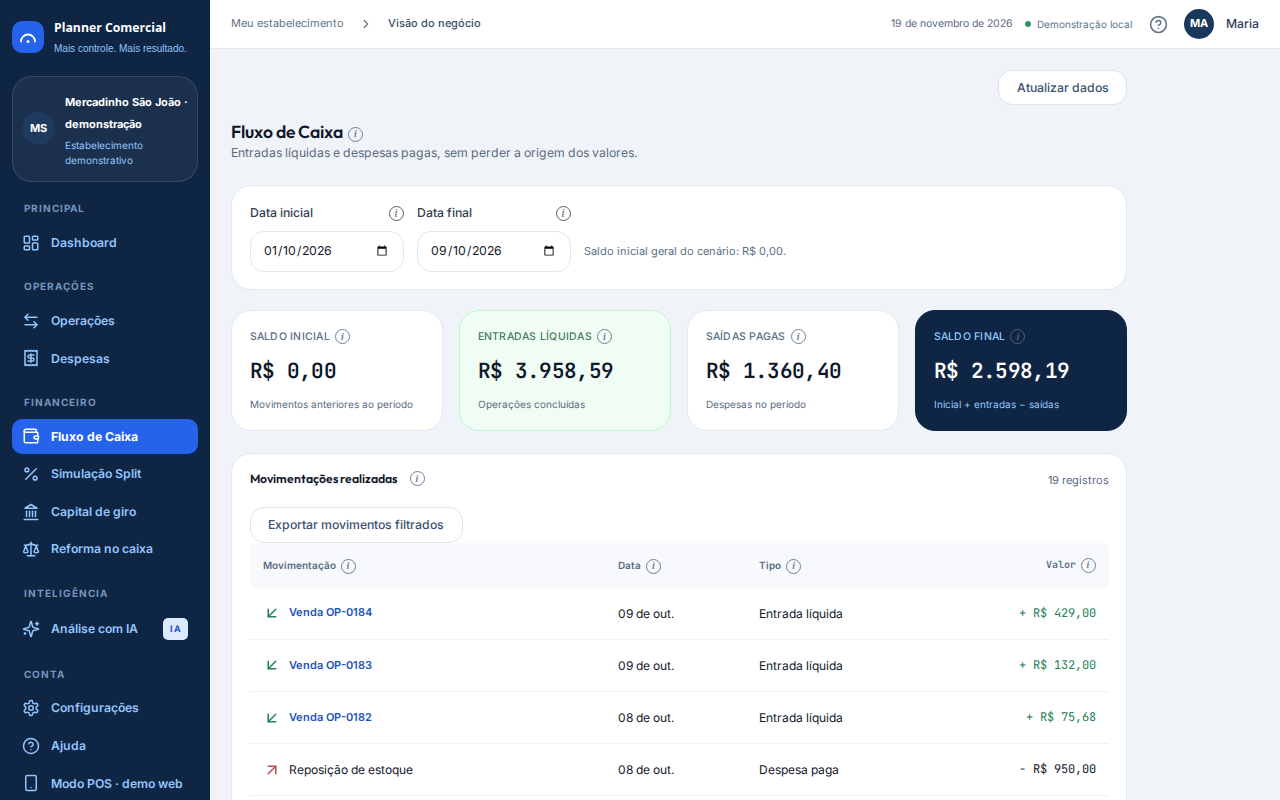 Planner Comercial
Mais controle. Mais resultado.
MS
Mercadinho São João ·
demonstração
Estabelecimento
demonstrativo
PRINCIPAL
Dashboard
OPERAÇÕES
Operações
Despesas
FINANCEIRO
Fluxo de Caixa
Simulação Split
Capital de giro
Reforma no caixa
INTELIGÊNCIA
Análise com IA IA
CONTA
Configurações
Ajuda
Modo POS · demo web
Meu estabelecimento > Visão do negócio
19 de novembro de 2026 Demonstração local ? MA Maria
Atualizar dados
Fluxo de Caixa i
Entradas líquidas e despesas pagas, sem perder a origem dos valores.
Data inicial i Data final i
01/10/2026 09/10/2026 Saldo inicial geral do cenário: R$ 0,00.
SALDO INICIAL i
R$ 0,00
Movimentos anteriores ao período
ENTRADAS LÍQUIDAS i
R$ 3.958,59
Operações concluídas
SAÍDAS PAGAS i
R$ 1.360,40
Despesas no período
SALDO FINAL i
R$ 2.598,19
Inicial + entradas − saídas
Movimentações realizadas i 19 registros
Exportar movimentos filtrados
Movimentação i Data i Tipo i Valor i
Venda OP-0184 09 de out. Entrada líquida + R$ 429,00
Venda OP-0183 09 de out. Entrada líquida + R$ 132,00
Venda OP-0182 08 de out. Entrada líquida + R$ 75,68
Reposição de estoque 08 de out. Despesa paga - R$ 950,00